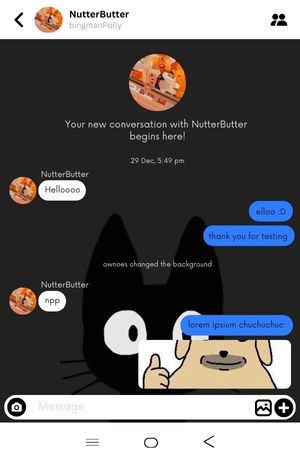 NutterButter
bingmanPolly
Your new conversation with NutterButter
begins here!
29 Dec, 5:49 pm
NutterButter
Helloooo
elloo :D
thank you for testing
ownoes changed the background
NutterButter
npp
lorem ipsium chuchuchuc
Message